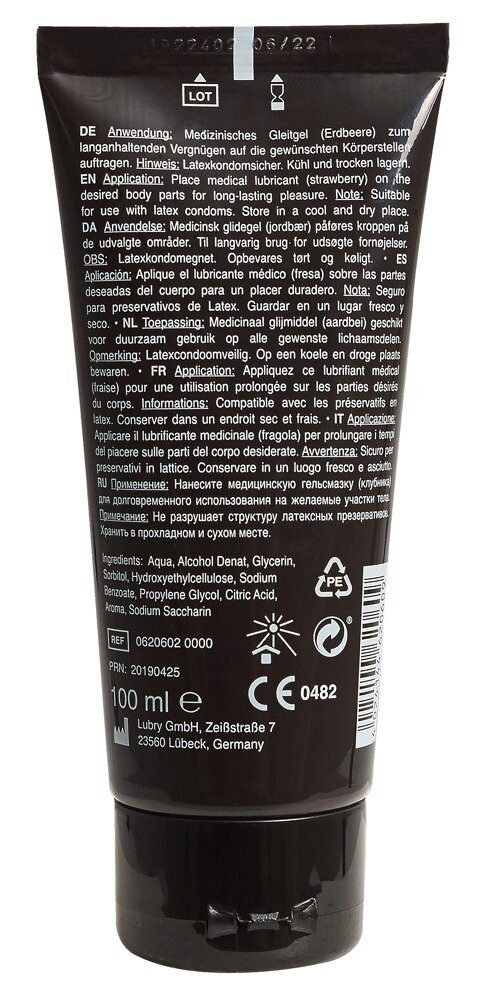 06/22
LOT
DE Anwendung: Medizinisches Gleitgel (Erdbeere) zum
langanhaltenden Vergnügen auf die gewünschten Körperstellen
auftragen. Hinweis: Latexkondomsicher. Kühl und trocken lagern.
EN Application: Place medical lubricant (strawberry) on the
desired body parts for long-lasting pleasure. Note: Suitable
for use with latex condoms. Store in a cool and dry place.
DA Anvendelse: Medicinsk glidegel (jordbær) påføres kroppen på
de udvalgte områder. Til langvarig brug for udsøgte fornøjelser.
OBS: Latexkondomegnet. Opbevares tørt og køligt. • ES
Aplicación: Aplique el lubricante médico (fresa) sobre las partes
deseadas del cuerpo para un placer duradero. Nota: Seguro
para preservativos de Latex. Guardar en un lugar fresco y
seco. • NL Toepassing: Medicinaal glijmiddel (aardbei) geschikt
voor duurzaam gebruik op alle gewenste lichaamsdelen.
Opmerking: Latexcondoomveilig. Op een koele en droge plaats
bewaren. • FR Application: Appliquez ce lubrifiant médical
(fraise) pour une utilisation prolongée sur les parties désirés
du corps. Informations: Compatible avec les préservatifs en
latex. Conserver dans un endroit sec et frais. • IT Applicazione:
Applicare il lubrificante medicinale (fragola) per prolungare i tempi
del piacere sulle parti del corpo desiderate. Avvertenza: Sicuro per
preservativi in lattice. Conservare in un luogo fresco e asciutto.
RU Применение: Нанесите медицинскую гельсмазку (клубника)
для долговременного использования на желаемые участки тела.
Примечание: Не разрушает структуру латексных презервативов.
Хранить в прохладном и сухом месте.
Ingredients: Aqua, Alcohol Denat, Glycerin,
Sorbitol, Hydroxyethylcellulose, Sodium
Benzoate, Propylene Glycol, Citric Acid,
Aroma, Sodium Saccharin
PE
REF 0620602 0000
PRN: 20190425
100 ml e
CE 0482
Lubry GmbH, Zeißstraße 7
23560 Lübeck, Germany